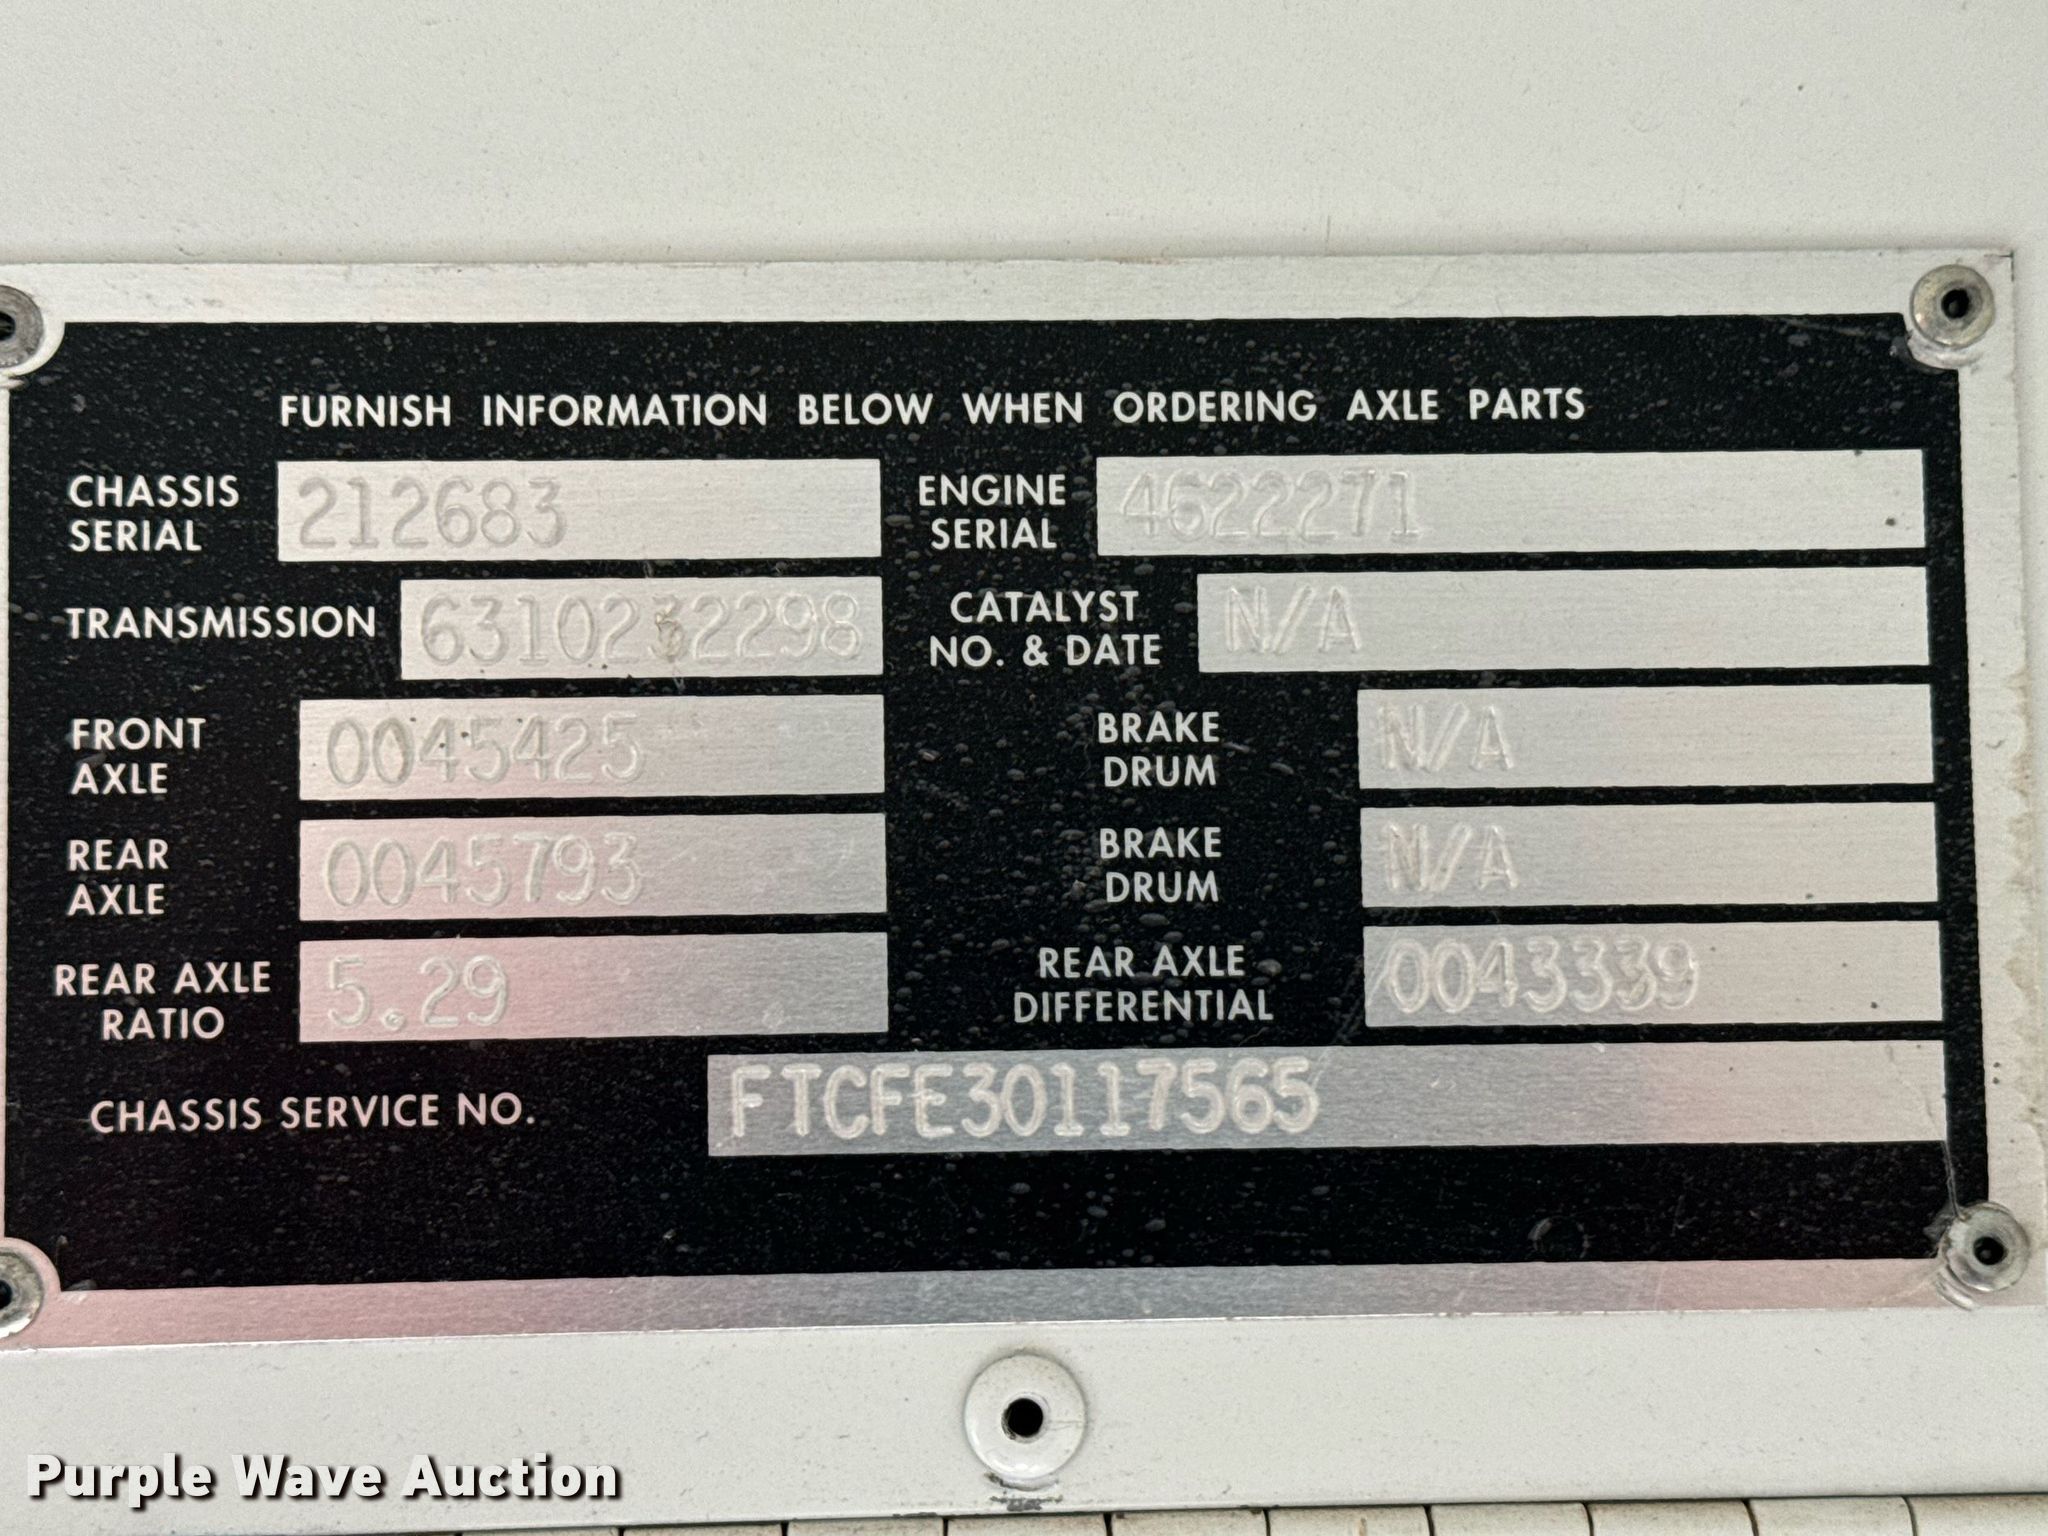 FURNISH INFORMATION BELOW WHEN ORDERING AXLE PARTS
CHASSIS SERIAL 212683
ENGINE SERIAL 4622271
TRANSMISSION 6310232298
CATALYST NO. & DATE N/A
FRONT AXLE 0045425
BRAKE DRUM N/A
REAR AXLE 0045793
BRAKE DRUM N/A
REAR AXLE RATIO 5.29
REAR AXLE DIFFERENTIAL 0043339
CHASSIS SERVICE NO. FTCFE30117565
Purple Wave Auction